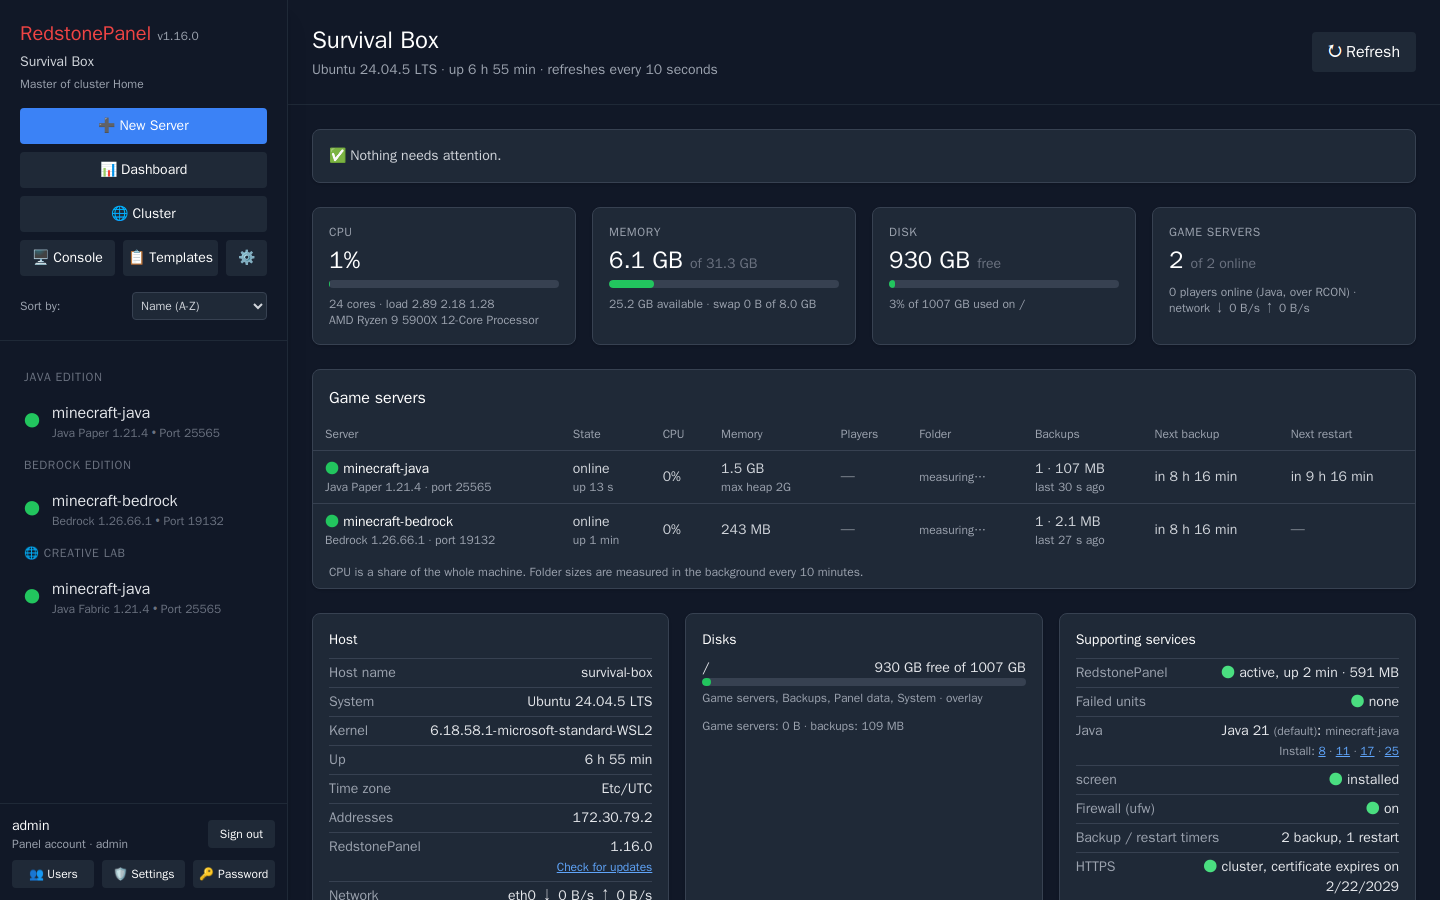 RedstonePanel v1.16.0
Survival Box
Master of cluster Home
➕ New Server
📊 Dashboard
🌐 Cluster
🖥️ Console
📋 Templates
⚙️
Sort by:
Name (A-Z)
JAVA EDITION
minecraft-java
Java Paper 1.21.4 • Port 25565
BEDROCK EDITION
minecraft-bedrock
Bedrock 1.26.66.1 • Port 19132
🌐 CREATIVE LAB
minecraft-java
Java Fabric 1.21.4 • Port 25565
admin
Panel account · admin
Sign out
👥 Users
🛡️ Settings
🔑 Password
Survival Box
Ubuntu 24.04.5 LTS · up 6 h 55 min · refreshes every 10 seconds
↻ Refresh
✅ Nothing needs attention.
CPU
1%
24 cores · load 2.89 2.18 1.28
AMD Ryzen 9 5900X 12-Core Processor
MEMORY
6.1 GB of 31.3 GB
25.2 GB available · swap 0 B of 8.0 GB
DISK
930 GB free
3% of 1007 GB used on /
GAME SERVERS
2 of 2 online
0 players online (Java, over RCON) ·
network ↓ 0 B/s ↑ 0 B/s
Game servers
Server State CPU Memory Players Folder Backups Next backup Next restart
minecraft-java online 0% 1.5 GB — measuring… 1 · 107 MB in 8 h 16 min in 9 h 16 min
Java Paper 1.21.4 · port 25565 up 13 s max heap 2G last 30 s ago
minecraft-bedrock online 0% 243 MB — measuring… 1 · 2.1 MB in 8 h 16 min —
Bedrock 1.26.66.1 · port 19132 up 1 min last 27 s ago
CPU is a share of the whole machine. Folder sizes are measured in the background every 10 minutes.
Host
Host name survival-box
System Ubuntu 24.04.5 LTS
Kernel 6.18.58.1-microsoft-standard-WSL2
Up 6 h 55 min
Time zone Etc/UTC
Addresses 172.30.79.2
RedstonePanel 1.16.0
Check for updates
Network eth0 ↓ 0 B/s ↑ 0 B/s
Disks
/ 930 GB free of 1007 GB
Game servers, Backups, Panel data, System · overlay
Game servers: 0 B · backups: 109 MB
Supporting services
RedstonePanel active, up 2 min · 591 MB
Failed units none
Java Java 21 (default): minecraft-java
Install: 8 · 11 · 17 · 25
screen installed
Firewall (ufw) on
Backup / restart timers 2 backup, 1 restart
HTTPS cluster, certificate expires on
2/22/2029